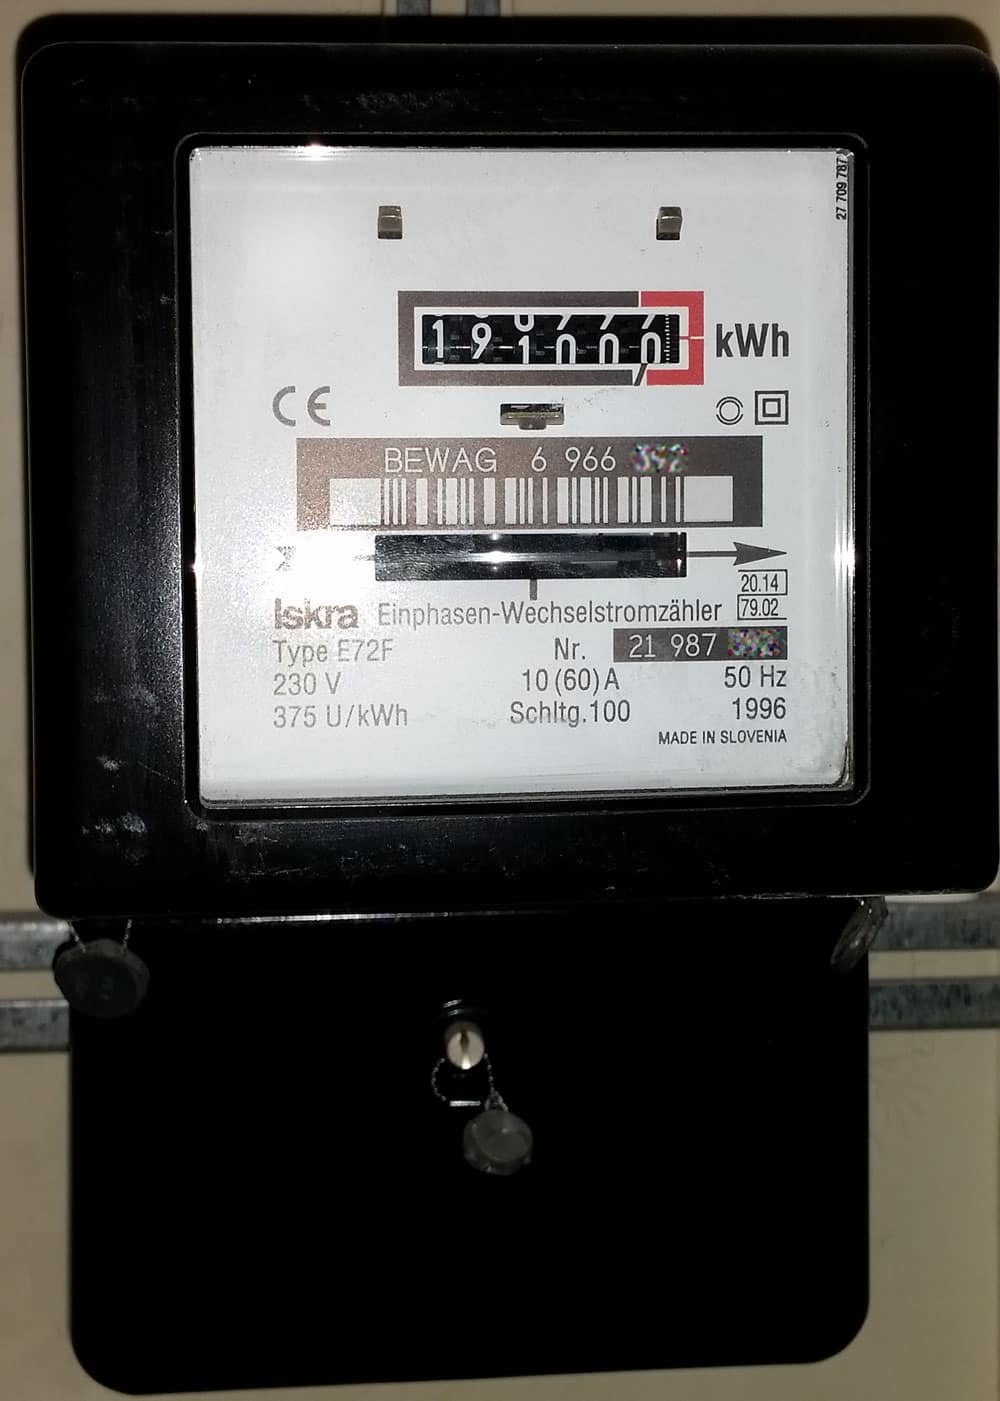 27 709 787
191000 kWh
CE
BEWAG 6 966
20.14
Iskra Einphasen-Wechselstromzähler 79.02
Type E72F Nr. 21 987
230 V 10 (60) A 50 Hz
375 U/kWh Schltg.100 1996
MADE IN SLOVENIA